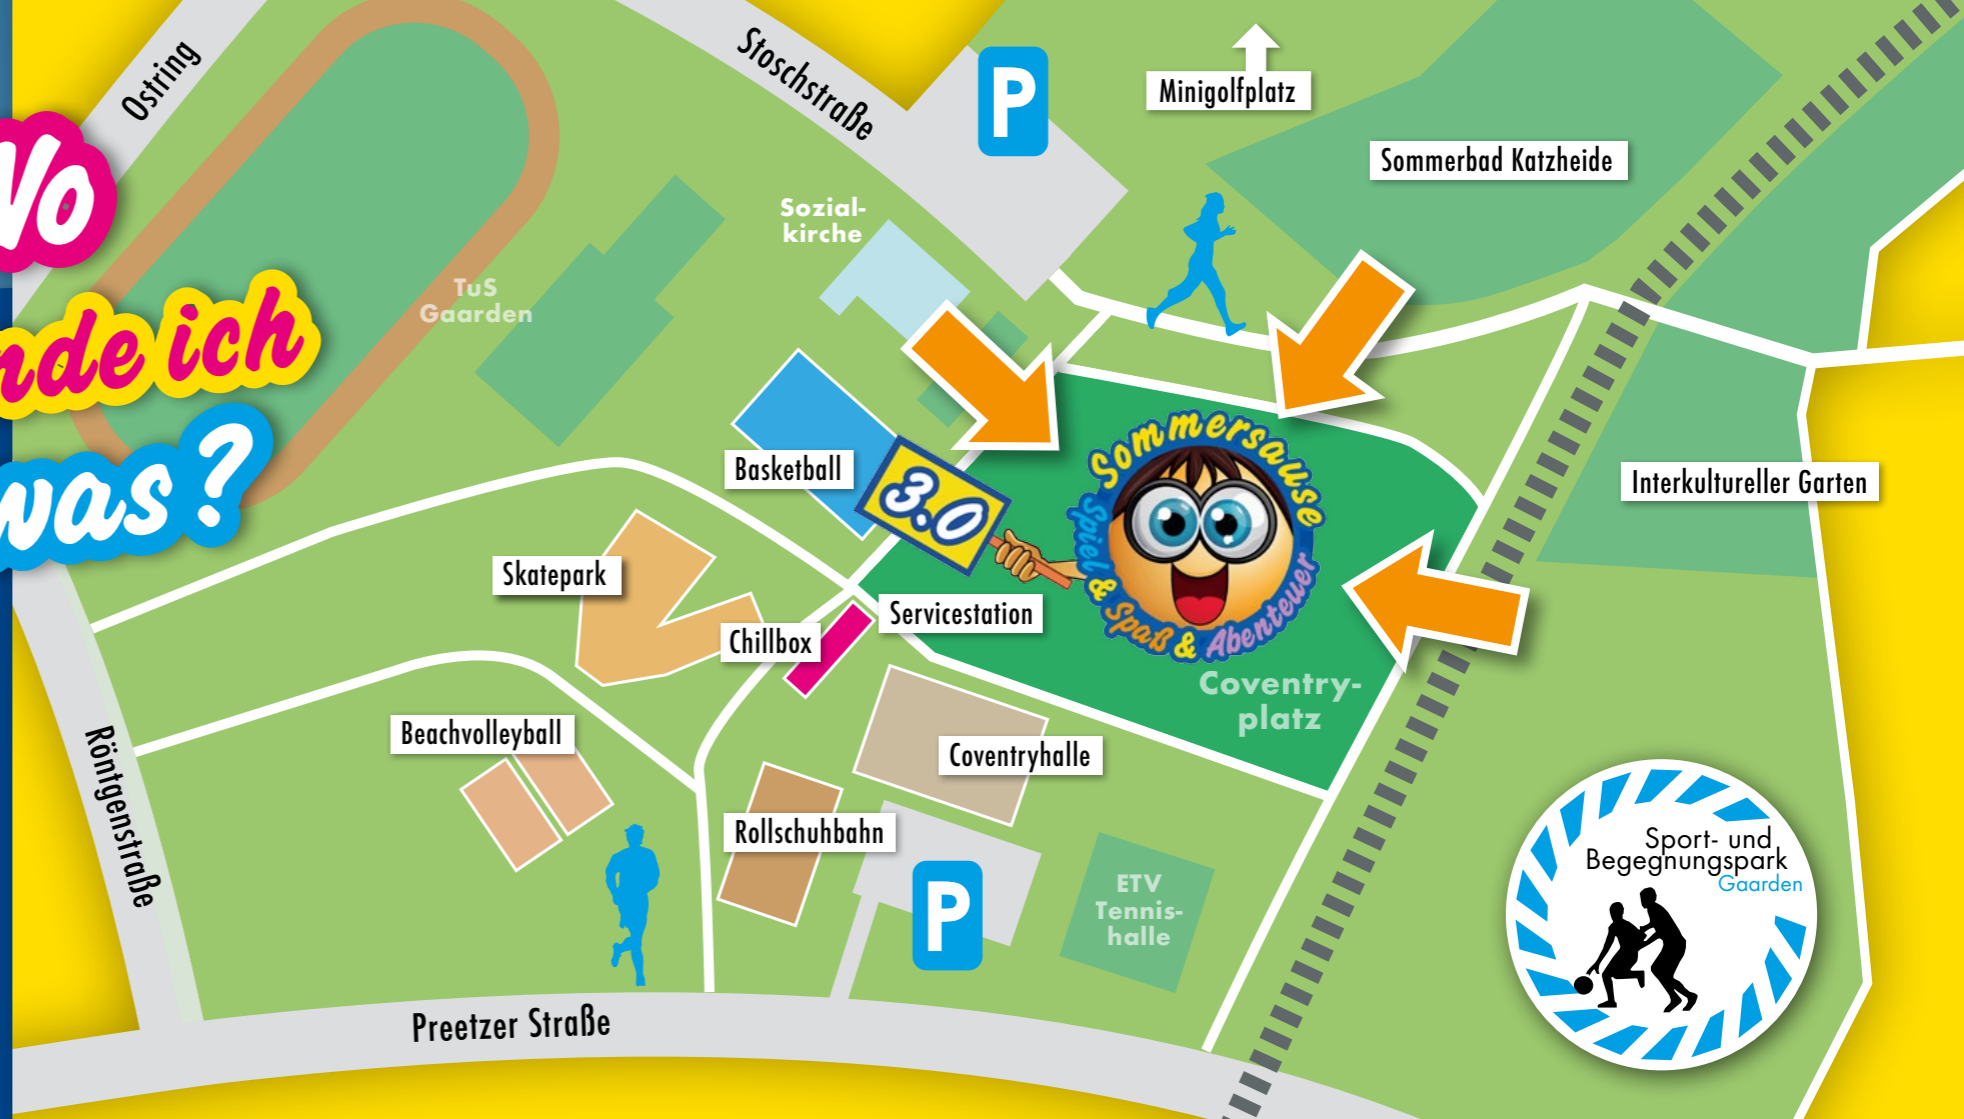 Ostring
Stoschstraße
P
Minigolfplatz
Sommerbad Katzheide
Wo
nde ich
was?
Sozial-
kirche
TuS
Gaarden
Basketball
3.0
Sommersause
Spiel & Spaß & Abenteuer
Interkultureller Garten
Skatepark
Servicestation
Chillbox
Coventry-
platz
Beachvolleyball
Coventryhalle
Rollschuhbahn
Röntgenstraße
P
ETV
Tennis-
halle
Sport- und
Begegnungspark
Gaarden
Preetzer Straße